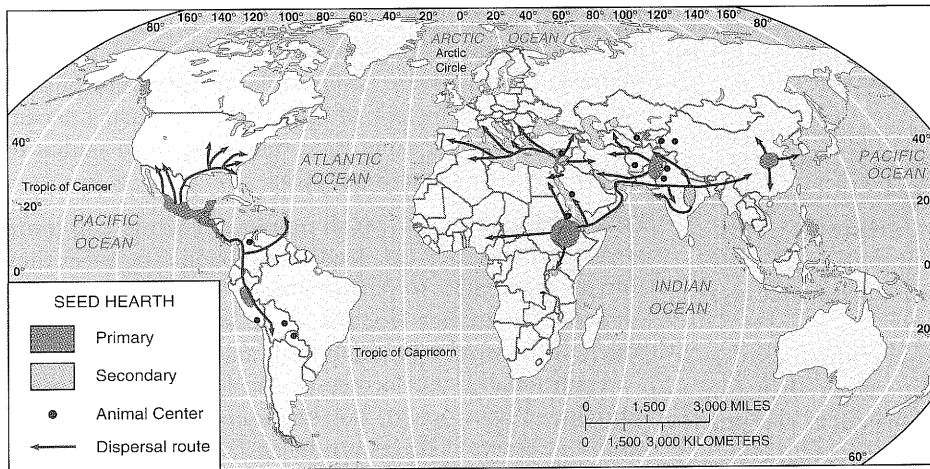 160° 140° 120° 100° 20° 0° 20° 40° 60° 80° 100° 120° 140° 160°
80°
80°
ARCTIC OCEAN
Arctic
Circle
40°
40°
ATLANTIC
OCEAN
PACIFIC
OCEAN
Tropic of Cancer
20°
20°
PACIFIC
OCEAN
0°
0°
INDIAN
OCEAN
20°
Tropic of Capricorn
SEED HEARTH
Primary
Secondary
Animal Center
Dispersal route
0 1,500 3,000 MILES
0 1,500 3,000 KILOMETERS
60°